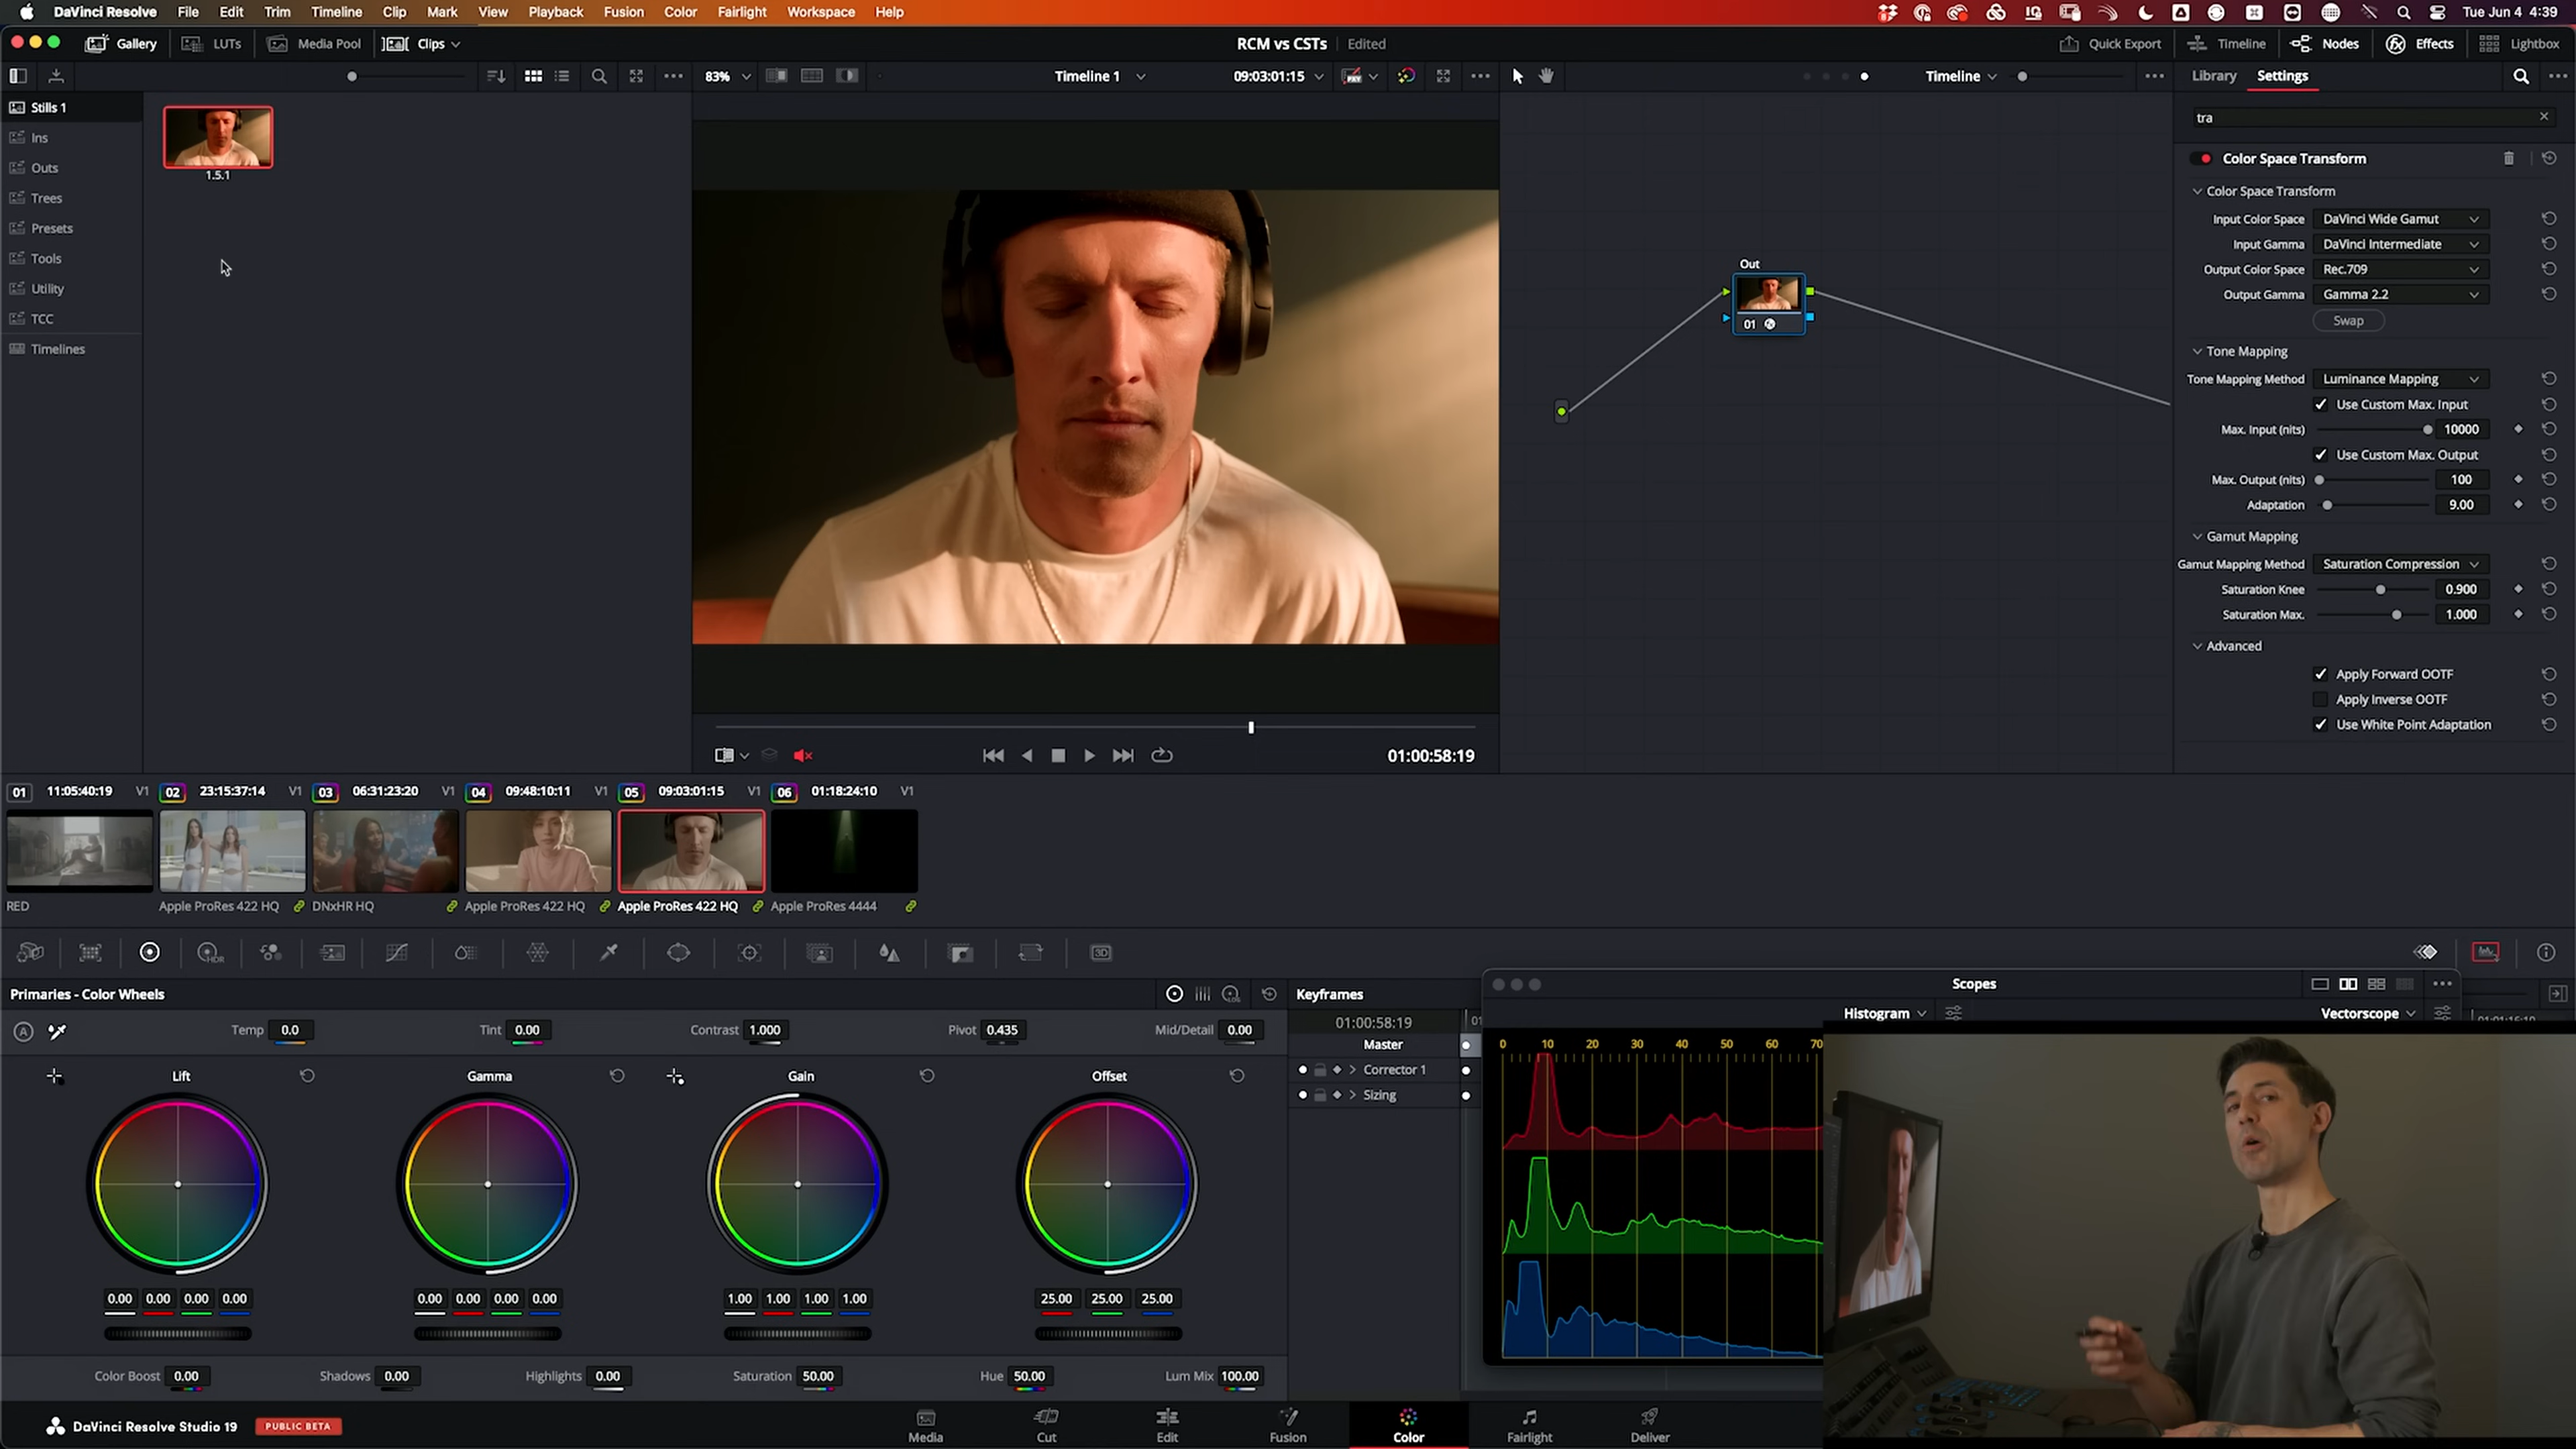 DaVinci Resolve File Edit Trim Timeline Clip Mark View Playback Fusion Color Fairlight Workspace Help Tue Jun 4 4:39
Gallery LUTs Media Pool Clips RCM vs CSTs Edited Quick Export Timeline Nodes Effects Lightbox
83% Timeline 1 09:03:01:15 Timeline Library Settings
Stills 1
Ins
Outs
Trees
Presets
Tools
Utility
TCC
Timelines
1.5.1
Out
01
tra
Color Space Transform
Color Space Transform
Input Color Space DaVinci Wide Gamut
Input Gamma DaVinci Intermediate
Output Color Space Rec.709
Output Gamma Gamma 2.2
Swap
Tone Mapping
Tone Mapping Method Luminance Mapping
Use Custom Max. Input
Max. Input (nits) 10000
Use Custom Max. Output
Max. Output (nits) 100
Adaptation 9.00
Gamut Mapping
Gamut Mapping Method Saturation Compression
Saturation Knee 0.900
Saturation Max. 1.000
Advanced
Apply Forward OOTF
Apply Inverse OOTF
Use White Point Adaptation
01:00:58:19
01 11:05:40:19 V1 02 23:15:37:14 V1 03 06:31:23:20 V1 04 09:48:10:11 V1 05 09:03:01:15 V1 06 01:18:24:10 V1
RED Apple ProRes 422 HQ DNxHR HQ Apple ProRes 422 HQ Apple ProRes 422 HQ Apple ProRes 4444
HDR 3D
Primaries - Color Wheels Keyframes Scopes
Temp 0.0 Tint 0.00 Contrast 1.000 Pivot 0.435 Mid/Detail 0.00
01:00:58:19
Master
Corrector 1
Sizing
Histogram Vectorscope
0 10 20 30 40 50 60 70
Lift Gamma Gain Offset
0.00 0.00 0.00 0.00 0.00 0.00 0.00 0.00 1.00 1.00 1.00 1.00 25.00 25.00 25.00
Color Boost 0.00 Shadows 0.00 Highlights 0.00 Saturation 50.00 Hue 50.00 Lum Mix 100.00
DaVinci Resolve Studio 19 PUBLIC BETA Media Cut Edit Fusion Color Fairlight Deliver